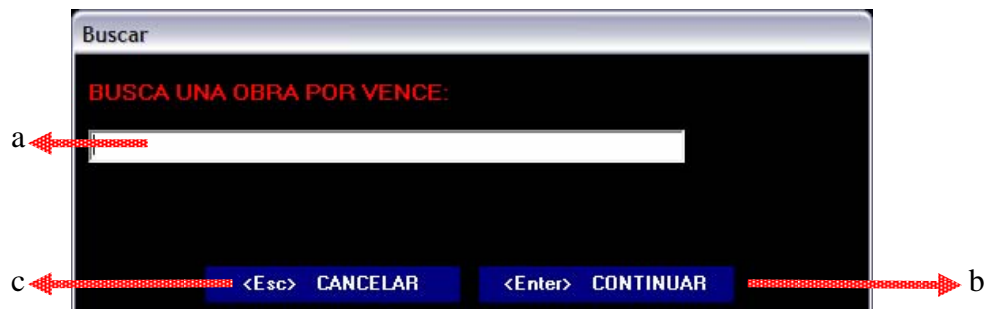 Buscar
BUSCA UNA OBRA POR VENCE:
a
c <Esc> CANCELAR <Enter> CONTINUAR b